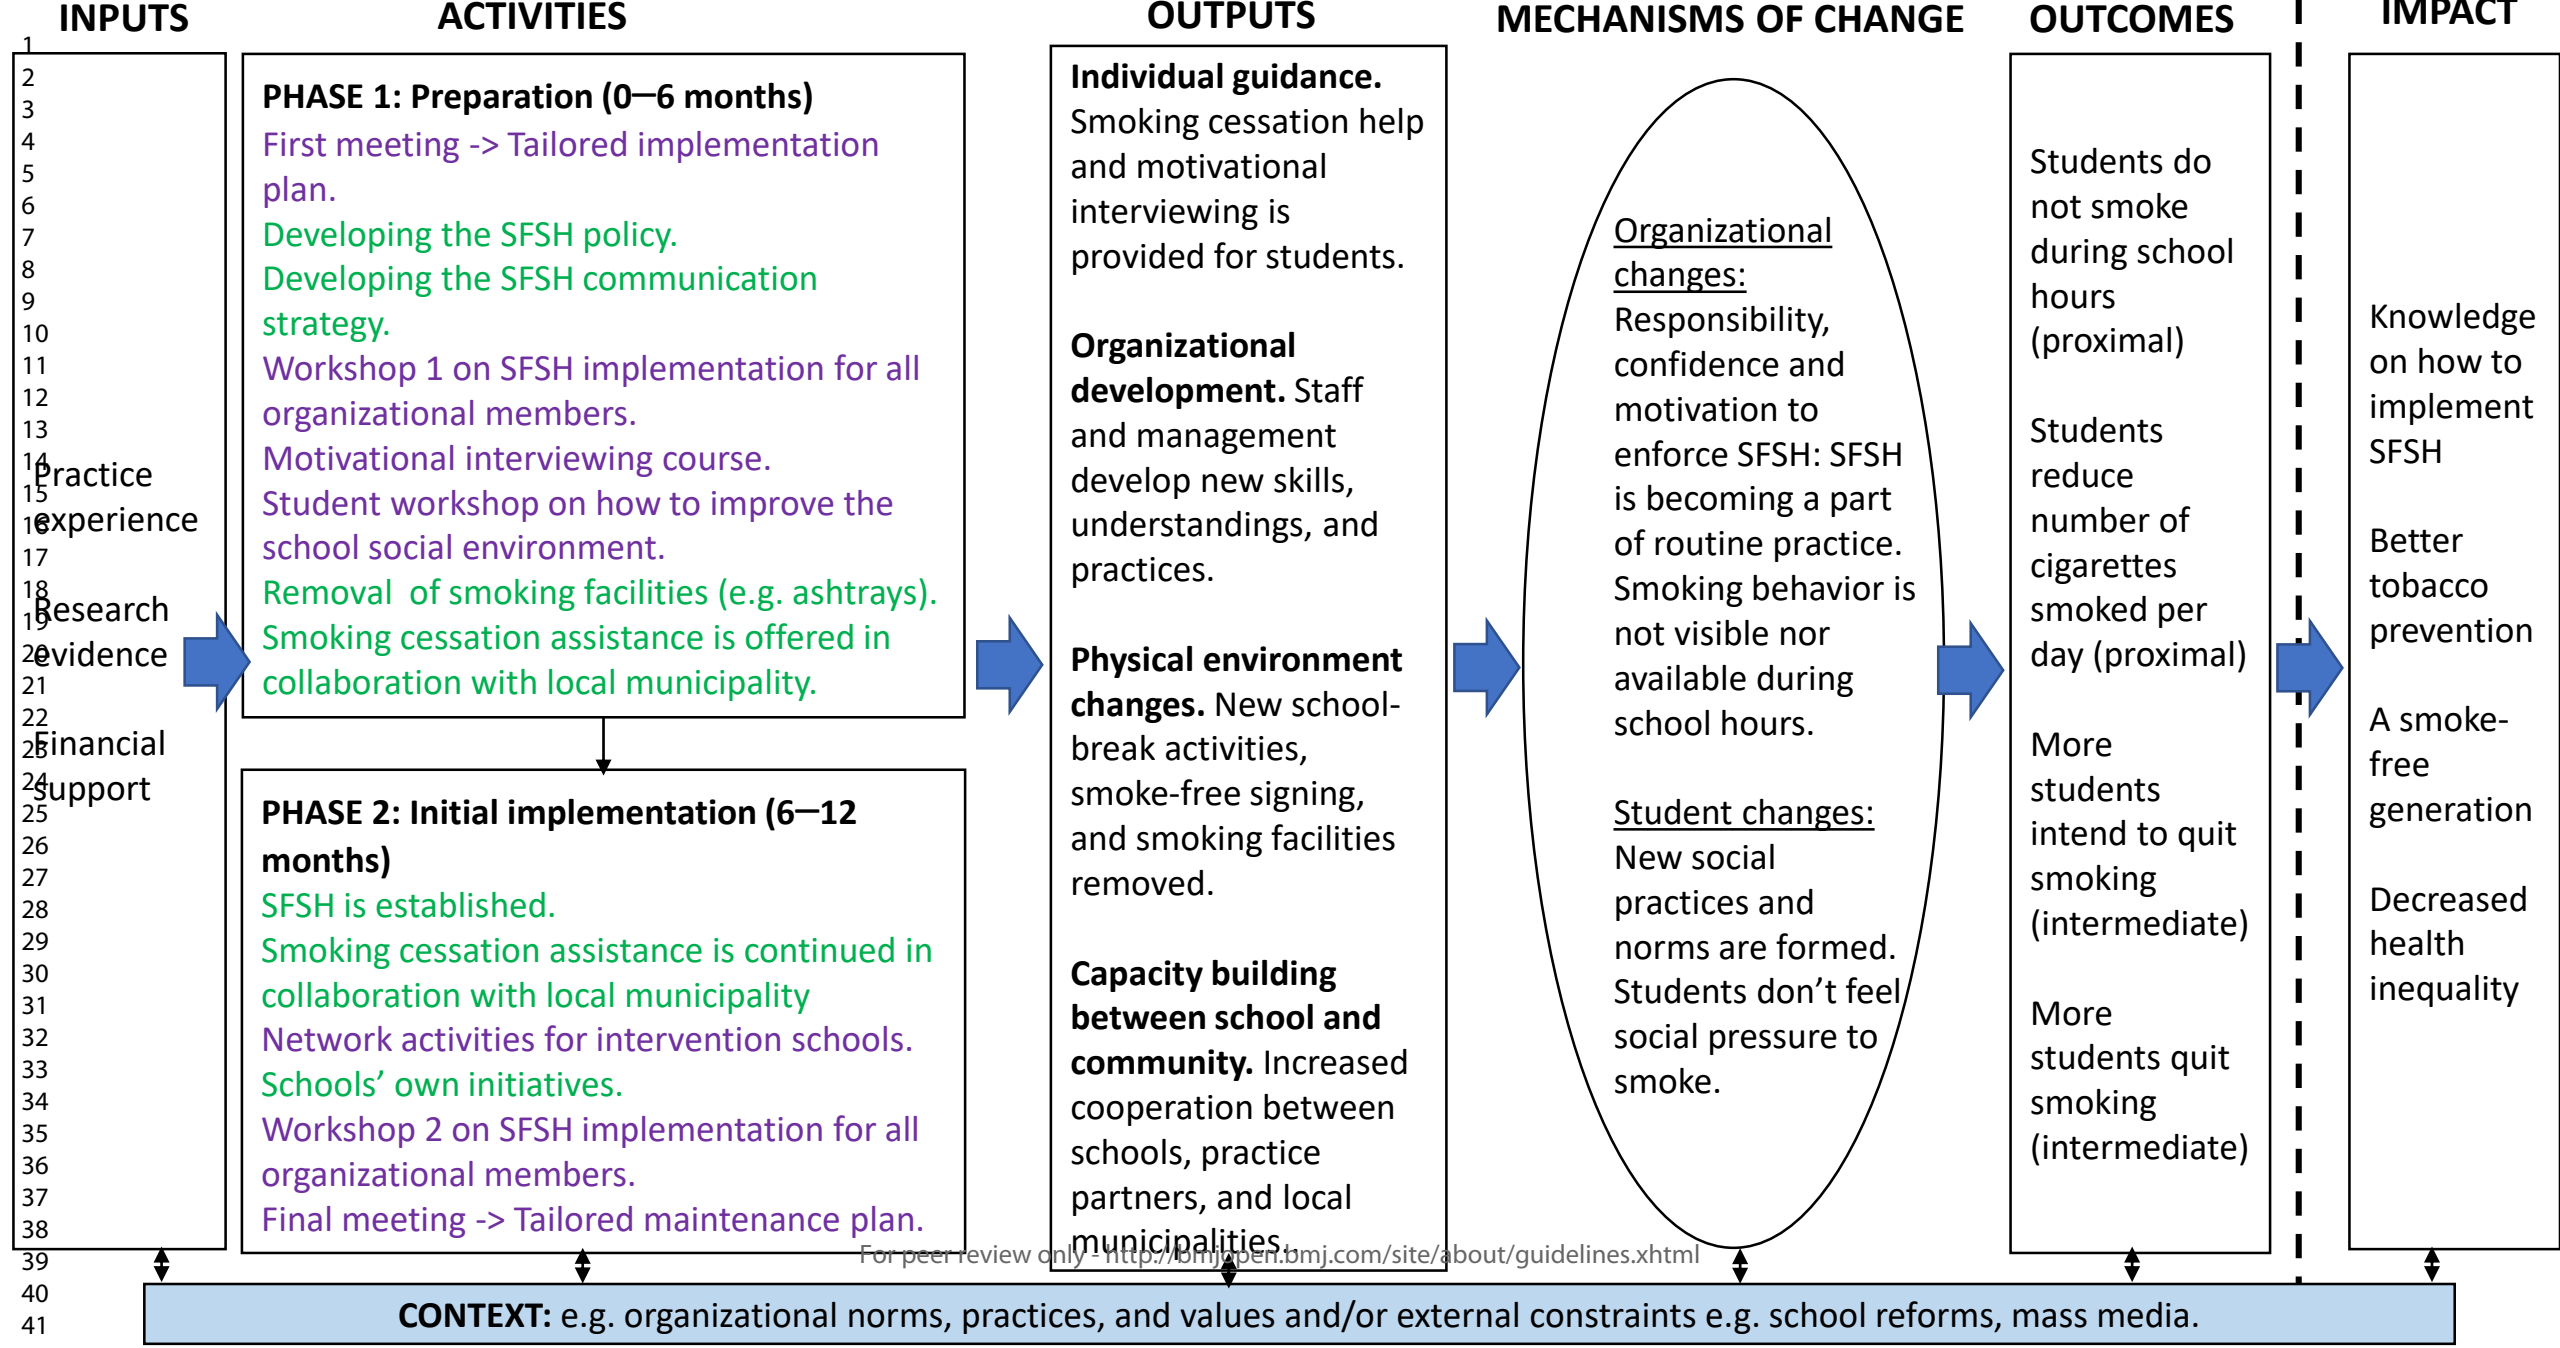 INPUTS
ACTIVITIES
OUTPUTS
MECHANISMS OF CHANGE
OUTCOMES
IMPACT
1
2
3
4
5
6
7
8
9
10
11
12
13
14
15
16
17
18
19
20
21
22
23
24
25
26
27
28
29
30
31
32
33
34
35
36
37
38
39
40
41
Practice
experience
Research
evidence
Financial
support
PHASE 1: Preparation (0—6 months)
First meeting -> Tailored implementation
plan.
Developing the SFSH policy.
Developing the SFSH communication
strategy.
Workshop 1 on SFSH implementation for all
organizational members.
Motivational interviewing course.
Student workshop on how to improve the
school social environment.
Removal of smoking facilities (e.g. ashtrays).
Smoking cessation assistance is offered in
collaboration with local municipality.
PHASE 2: Initial implementation (6—12
months)
SFSH is established.
Smoking cessation assistance is continued in
collaboration with local municipality
Network activities for intervention schools.
Schools’ own initiatives.
Workshop 2 on SFSH implementation for all
organizational members.
Final meeting -> Tailored maintenance plan.
Individual guidance.
Smoking cessation help
and motivational
interviewing is
provided for students.
Organizational
development. Staff
and management
develop new skills,
understandings, and
practices.
Physical environment
changes. New school-
break activities,
smoke-free signing,
and smoking facilities
removed.
Capacity building
between school and
community. Increased
cooperation between
schools, practice
partners, and local
municipalities..
Organizational
changes:
Responsibility,
confidence and
motivation to
enforce SFSH: SFSH
is becoming a part
of routine practice.
Smoking behavior is
not visible nor
available during
school hours.
Student changes:
New social
practices and
norms are formed.
Students don’t feel
social pressure to
smoke.
Students do
not smoke
during school
hours
(proximal)
Students
reduce
number of
cigarettes
smoked per
day (proximal)
More
students
intend to quit
smoking
(intermediate)
More
students quit
smoking
(intermediate)
Knowledge
on how to
implement
SFSH
Better
tobacco
prevention
A smoke-
free
generation
Decreased
health
inequality
For peer review only - http://bmjopen.bmj.com/site/about/guidelines.xhtml
CONTEXT: e.g. organizational norms, practices, and values and/or external constraints e.g. school reforms, mass media.